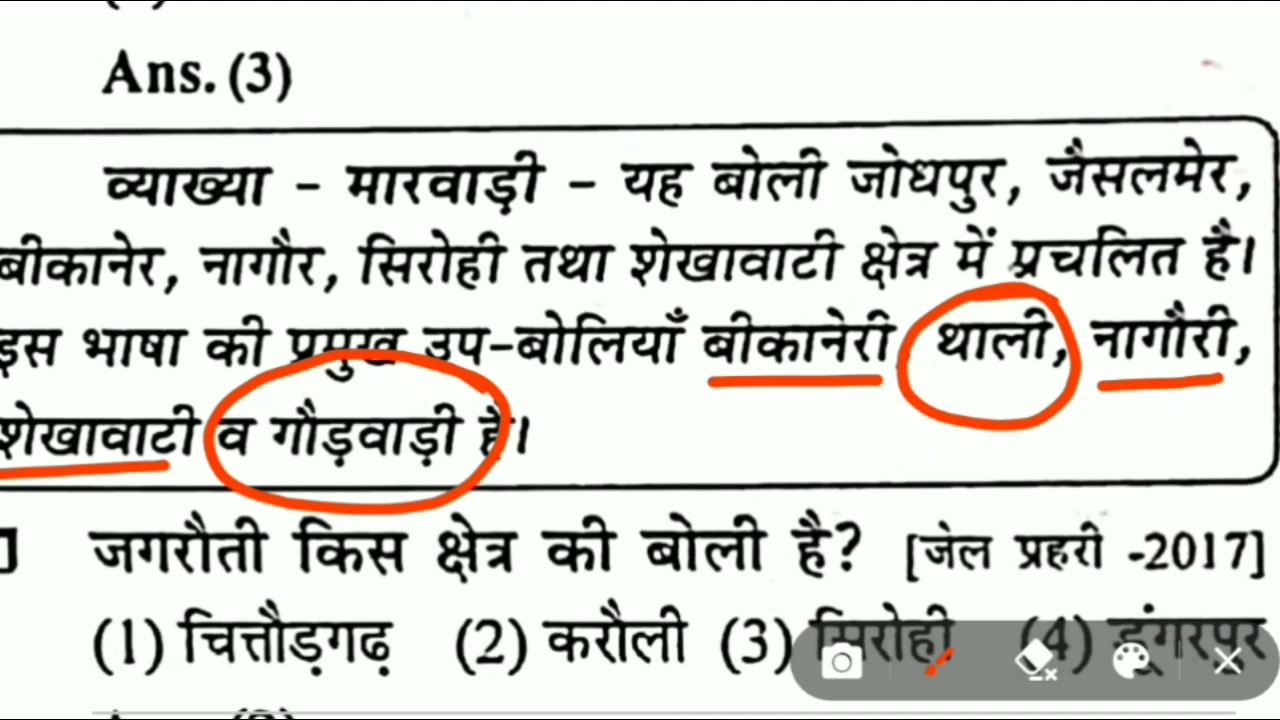 Ans. (3)
व्याख्या - मारवाड़ी - यह बोली जोधपुर, जैसलमेर,
बीकानेर, नागौर, सिरोही तथा शेखावाटी क्षेत्र में प्रचलित है।
इस भाषा की प्रमुख उप-बोलियाँ बीकानेरी थाली, नागौरी,
शेखावाटी व गौड़वाड़ी है।
] जगरौती किस क्षेत्र की बोली है? [जेल प्रहरी -2017]
(1) चित्तौड़गढ़ (2) करौली (3) सिरोही (4) डूंगरपुर